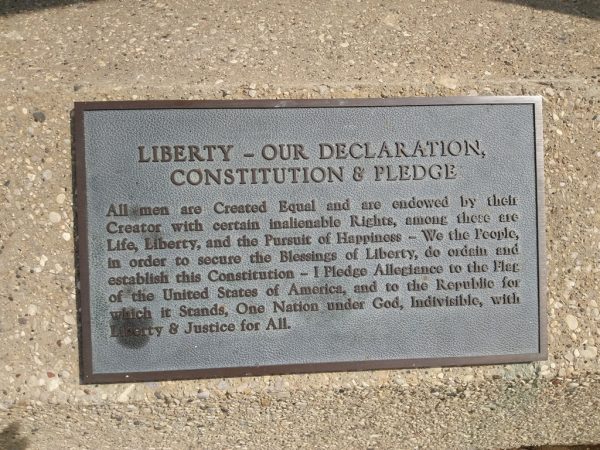 LIBERTY – OUR DECLARATION,
CONSTITUTION & PLEDGE
All men are Created Equal and are endowed by their
Creator with certain inalienable Rights, among these are
Life, Liberty, and the Pursuit of Happiness – We the People,
in order to secure the Blessings of Liberty, do ordain and
establish this Constitution – I Pledge Allegiance to the Flag
of the United States of America, and to the Republic for
which it Stands, One Nation under God, Indivisible, with
Liberty & Justice for All.